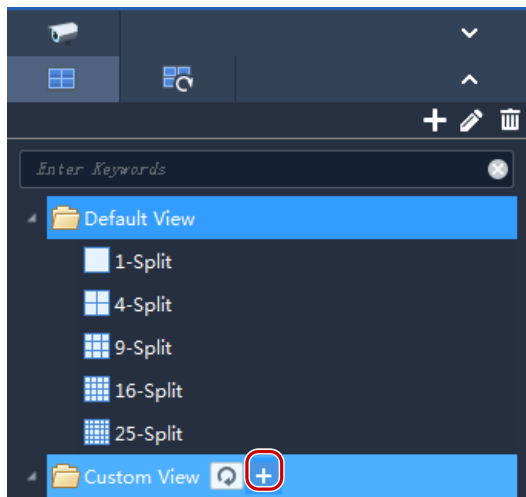 Enter Keywords
Default View
1-Split
4-Split
9-Split
16-Split
25-Split
Custom View